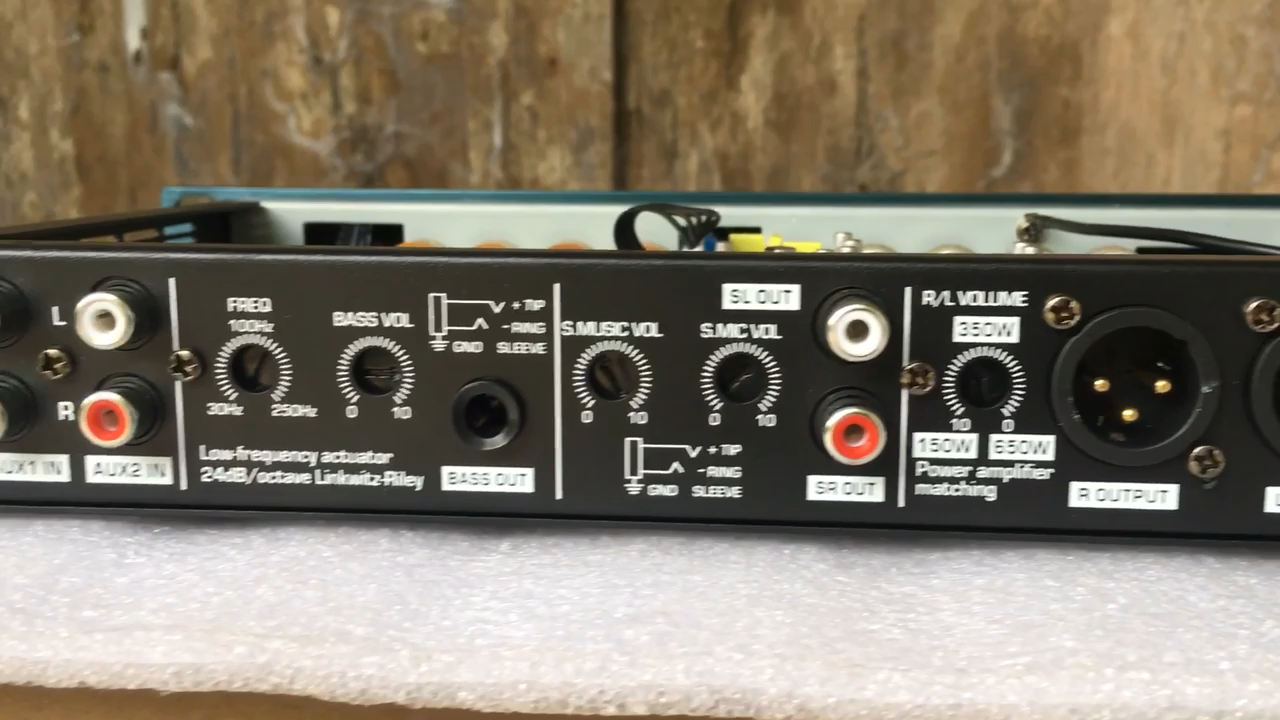 L
R
AUX1 IN
AUX2 IN
FREQ
100Hz
30Hz 250Hz
BASS VOL
0 10
+ TIP
- RING
GND SLEEVE
Low-frequency actuator
24dB/octave Linkwitz-Riley
BASS OUT
S.MUSIC VOL
0 10
S.MIC VOL
0 10
+ TIP
- RING
GND SLEEVE
SL OUT
SR OUT
R/L VOLUME
350W
10 0
150W 650W
Power amplifier
matching
R OUTPUT